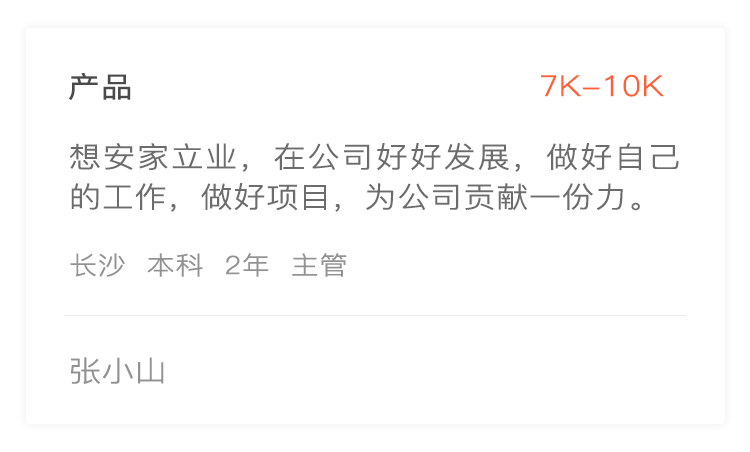 产品 7K-10K
想安家立业，在公司好好发展，做好自己
的工作，做好项目，为公司贡献一份力。
长沙 本科 2年 主管
张小山